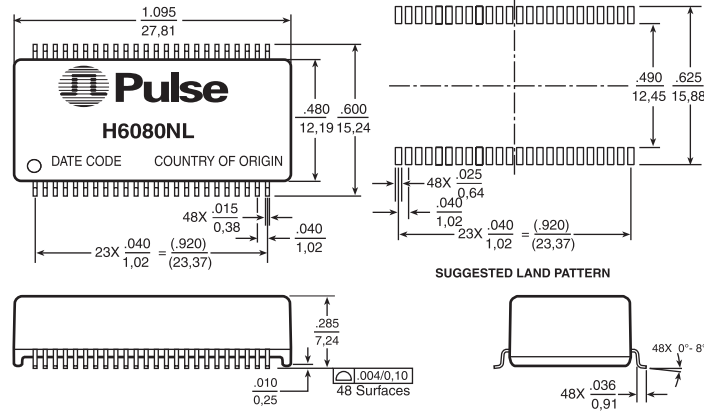 1.095
27,81
Pulse
H6080NL
DATE CODE COUNTRY OF ORIGIN
.480
12,19
.600
15,24
48X .015
0,38
.040
1,02
23X .040
1,02
= (.920)
(23,37)
.490
12,45
.625
15,88
48X .025
0,64
.040
1,02
23X .040
1,02
= (.920)
(23,37)
SUGGESTED LAND PATTERN
.285
7,24
.010
0,25
.004/0,10
48 Surfaces
48X 0°- 8°
48X .036
0,91